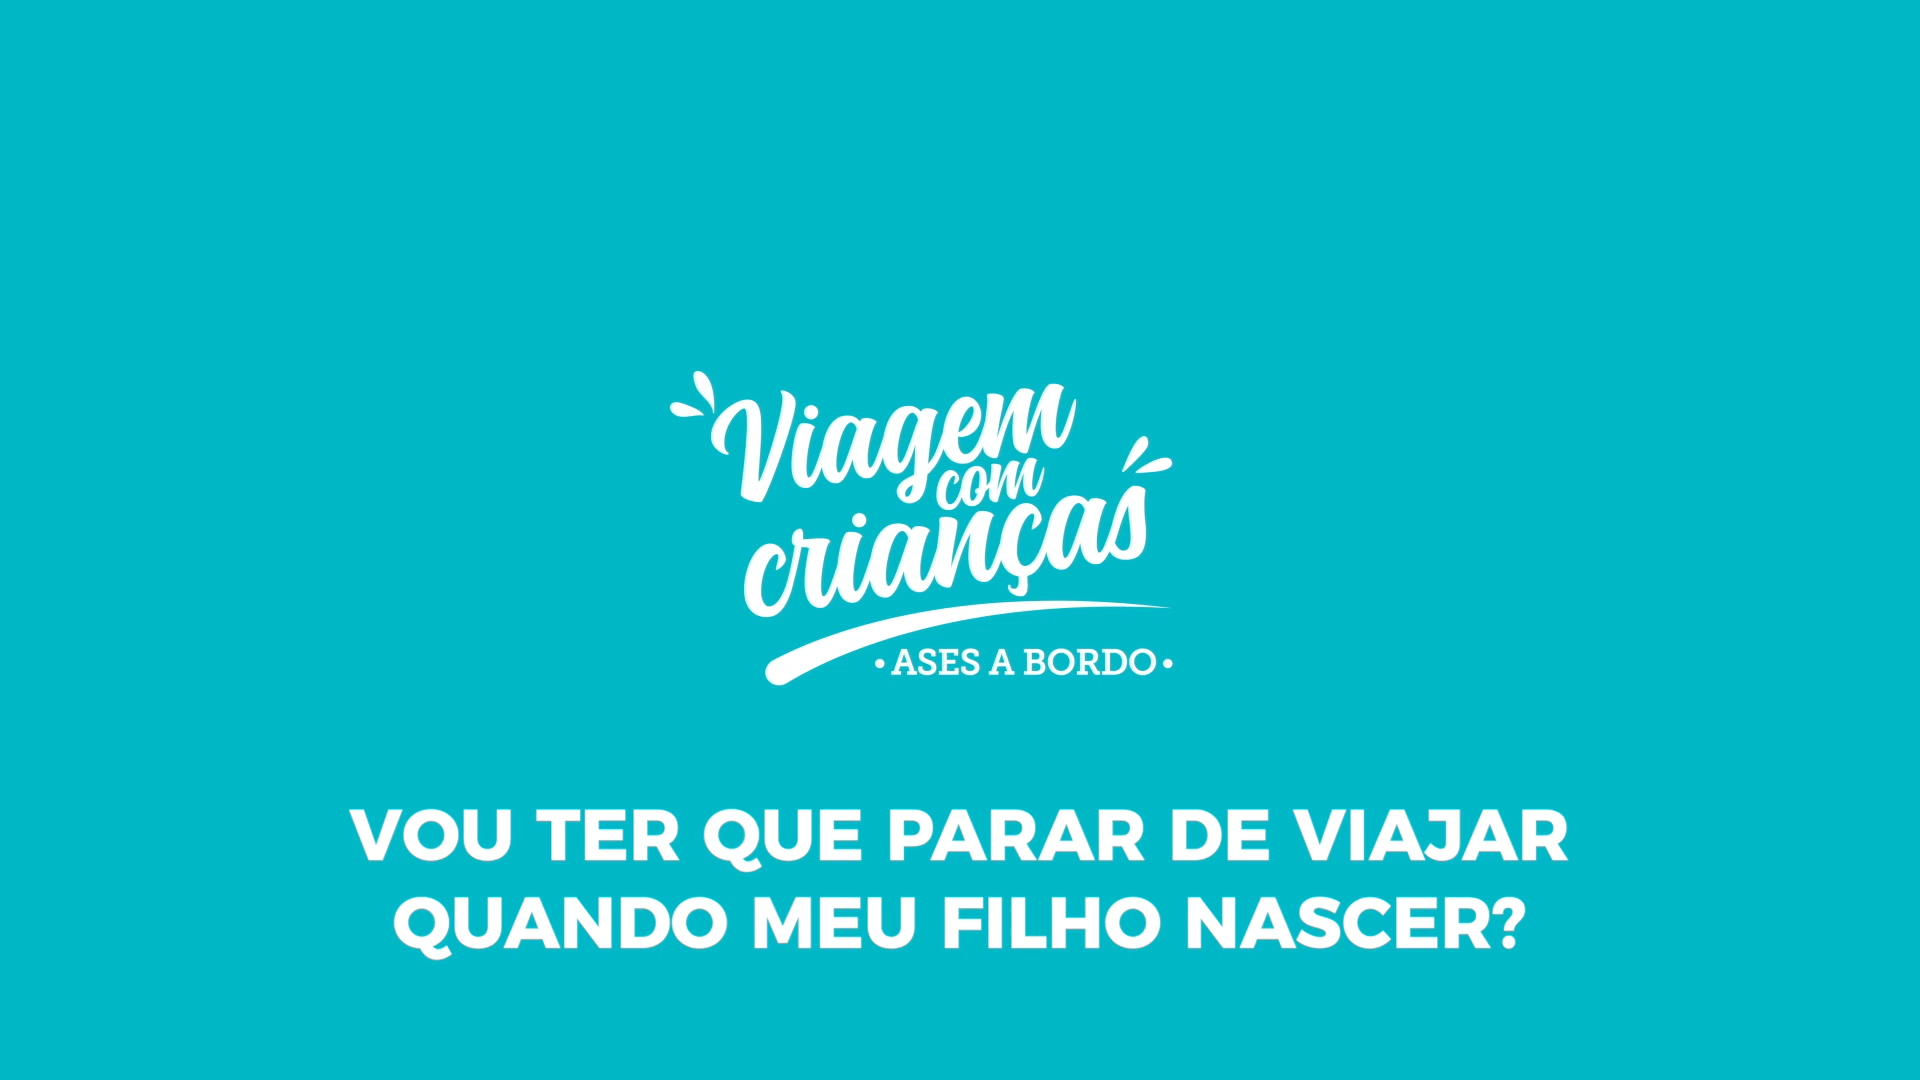 Viagem
com
crianças
• ASES A BORDO •
VOU TER QUE PARAR DE VIAJAR
QUANDO MEU FILHO NASCER?